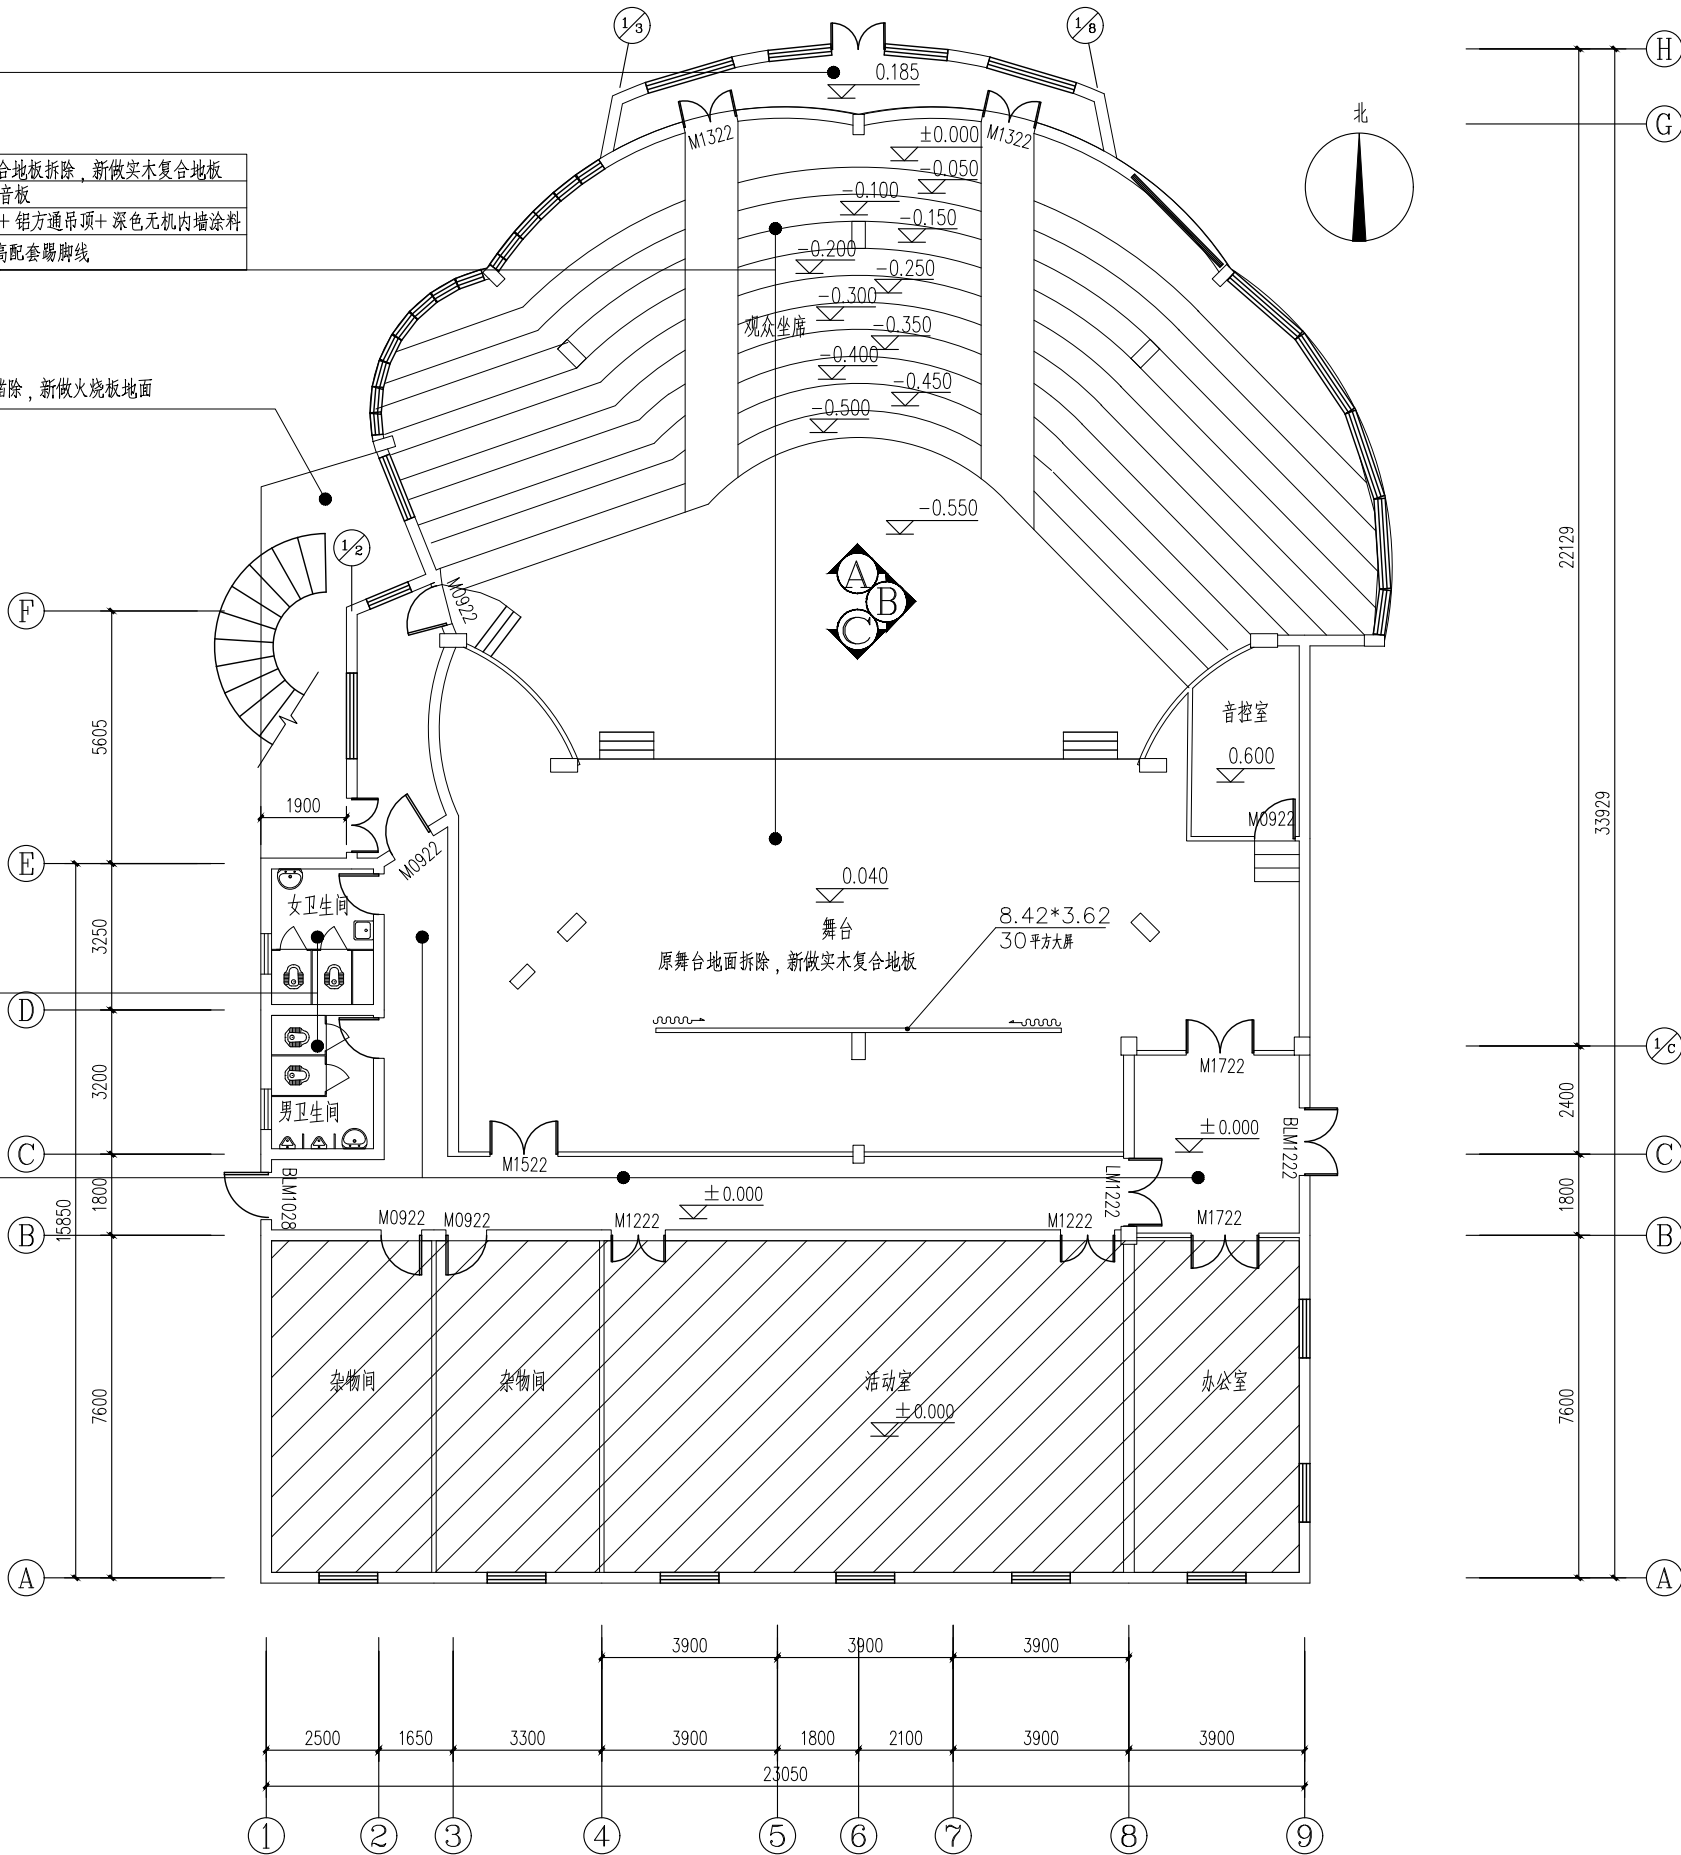 1/3
1/8
H
0.185
G
北
M1322
±0.000
M1322
合地板拆除，新做实木复合地板
音板
+铝方通吊顶+深色无机内墙涂料
高配套踢脚线
-0.050
-0.100
-0.150
-0.200
-0.250
-0.300
观众坐席
-0.350
-0.400
-0.450
-0.500
凿除，新做火烧板地面
-0.550
22129
1/2
A
B
C
M0922
F
音控室
0.600
5605
1900
33929
M0922
M0922
E
0.040
女卫生间
舞台
8.42*3.62
30平方大屏
原舞台地面拆除，新做实木复合地板
3250
D
1/C
M1722
3200
2400
男卫生间
±0.000
BLM1222
C
C
M1522
BLM1028
LM1222
1800
1800
±0.000
15850
M0922
M0922
M1222
M1222
M1722
B
B
杂物间
杂物间
活动室
办公室
±0.000
7600
7600
A
A
3900
3900
3900
2500
1650
3300
3900
1800
2100
3900
3900
23050
1
2
3
4
5
6
7
8
9